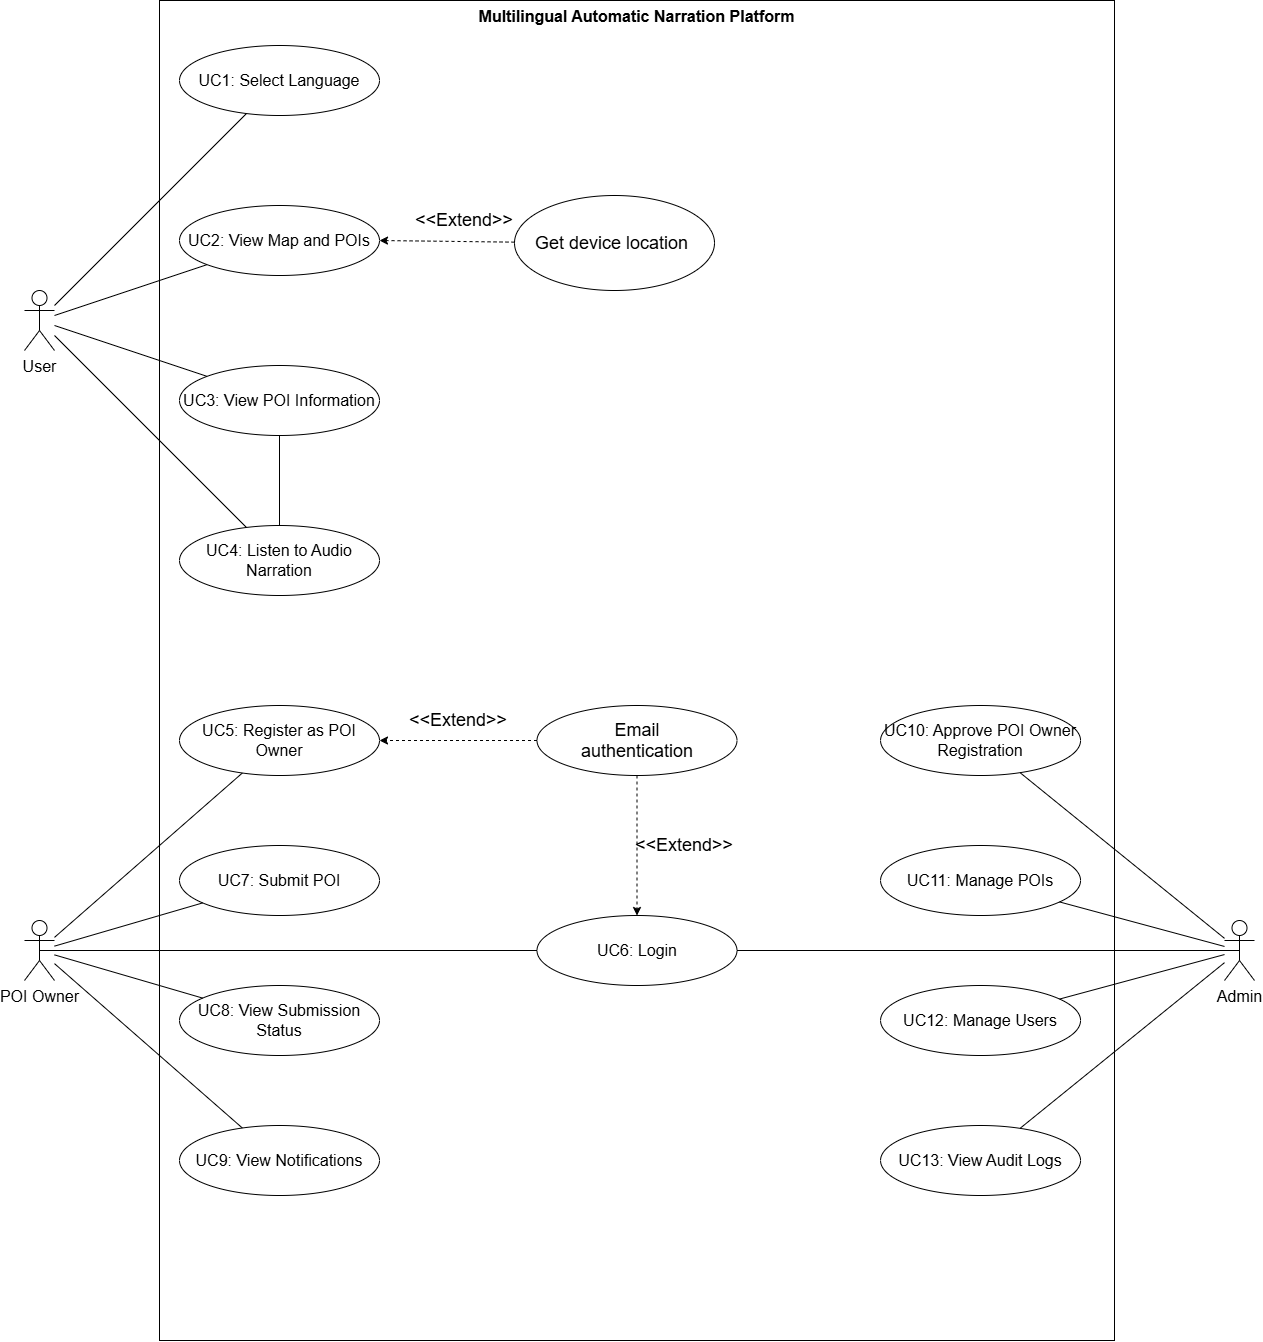 Multilingual Automatic Narration Platform
UC1: Select Language
<<Extend>>
UC2: View Map and POIs
Get device location
User
UC3: View POI Information
UC4: Listen to Audio
Narration
<<Extend>>
UC5: Register as POI
Owner
Email
authentication
UC10: Approve POI Owner
Registration
<<Extend>>
UC7: Submit POI
UC11: Manage POIs
UC6: Login
POI Owner
Admin
UC8: View Submission
Status
UC12: Manage Users
UC9: View Notifications
UC13: View Audit Logs